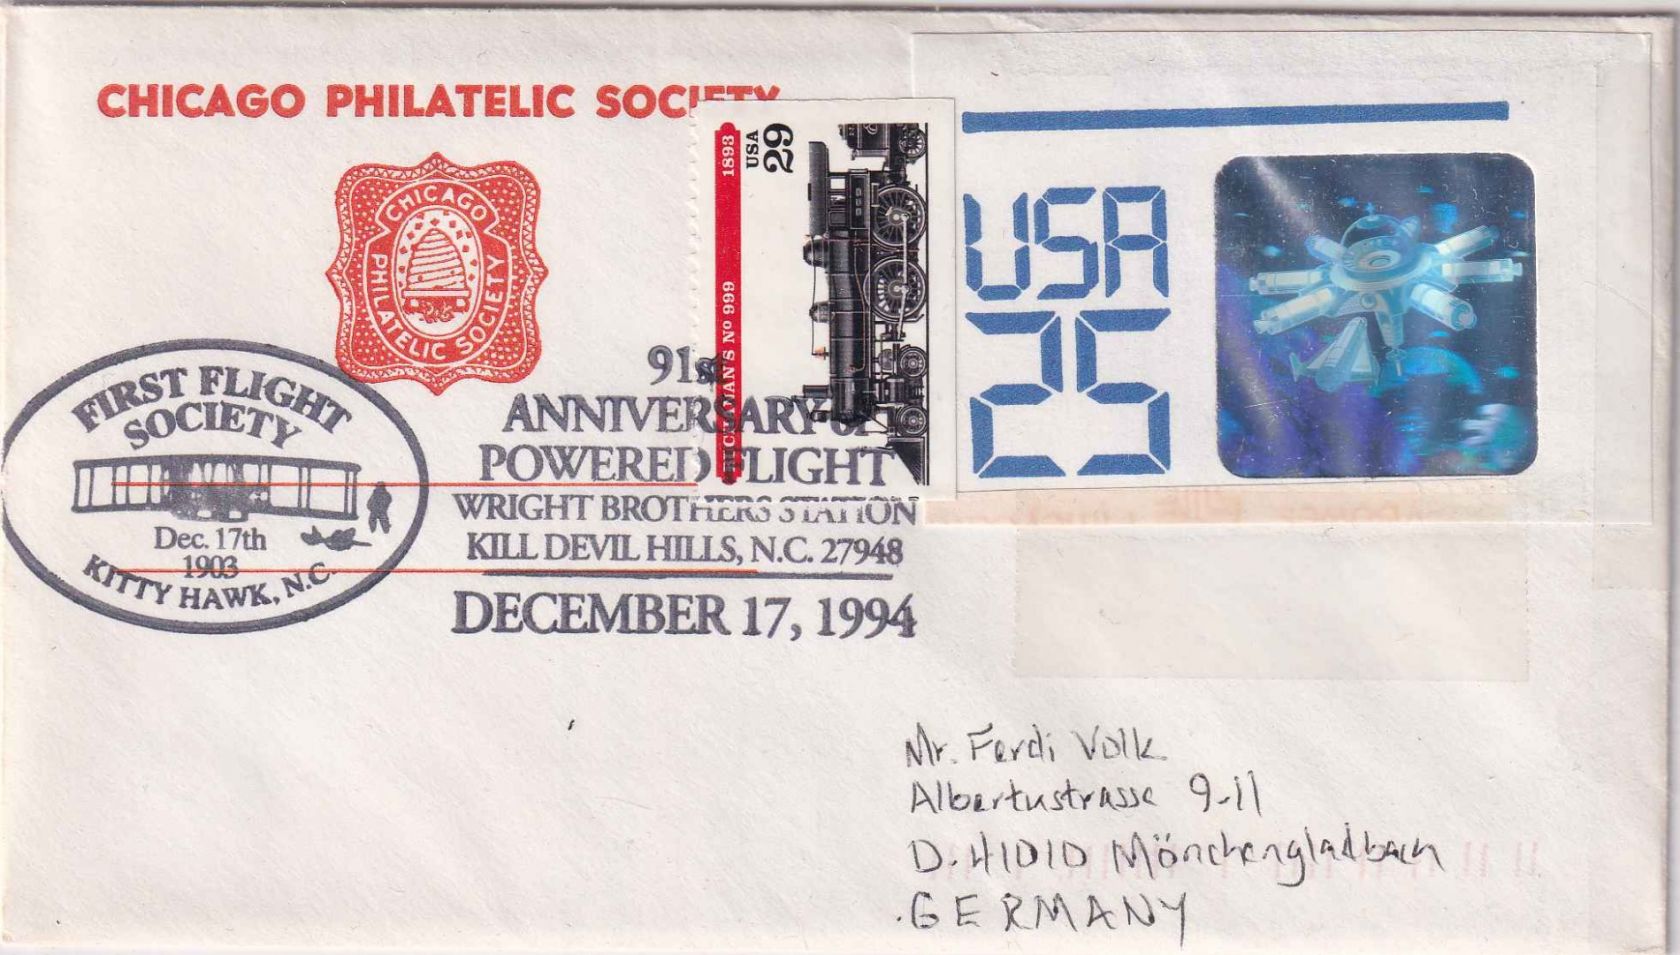 CHICAGO PHILATELIC SOCIETY
CHICAGO
PHILATELIC SOCIETY
1893
USA
29
Nº 999
USA
25
FIRST FLIGHT
SOCIETY
Dec. 17th
1903
KITTY HAWK, N.C.
91st
ANNIVERSARY of
POWERED FLIGHT
WRIGHT BROTHERS STATION
KILL DEVIL HILLS, N.C. 27948
DECEMBER 17, 1994
Mr. Ferdi Volk
Albertustrasse 9-11
D-41010 Mönchengladbach
GERMANY